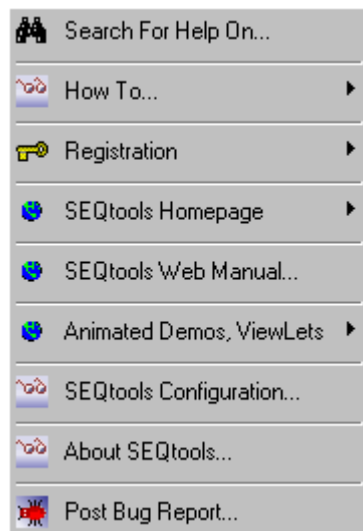 Search For Help On...
How To...
Registration
SEQtools Homepage
SEQtools Web Manual...
Animated Demos, ViewLets
SEQtools Configuration...
About SEQtools...
Post Bug Report...